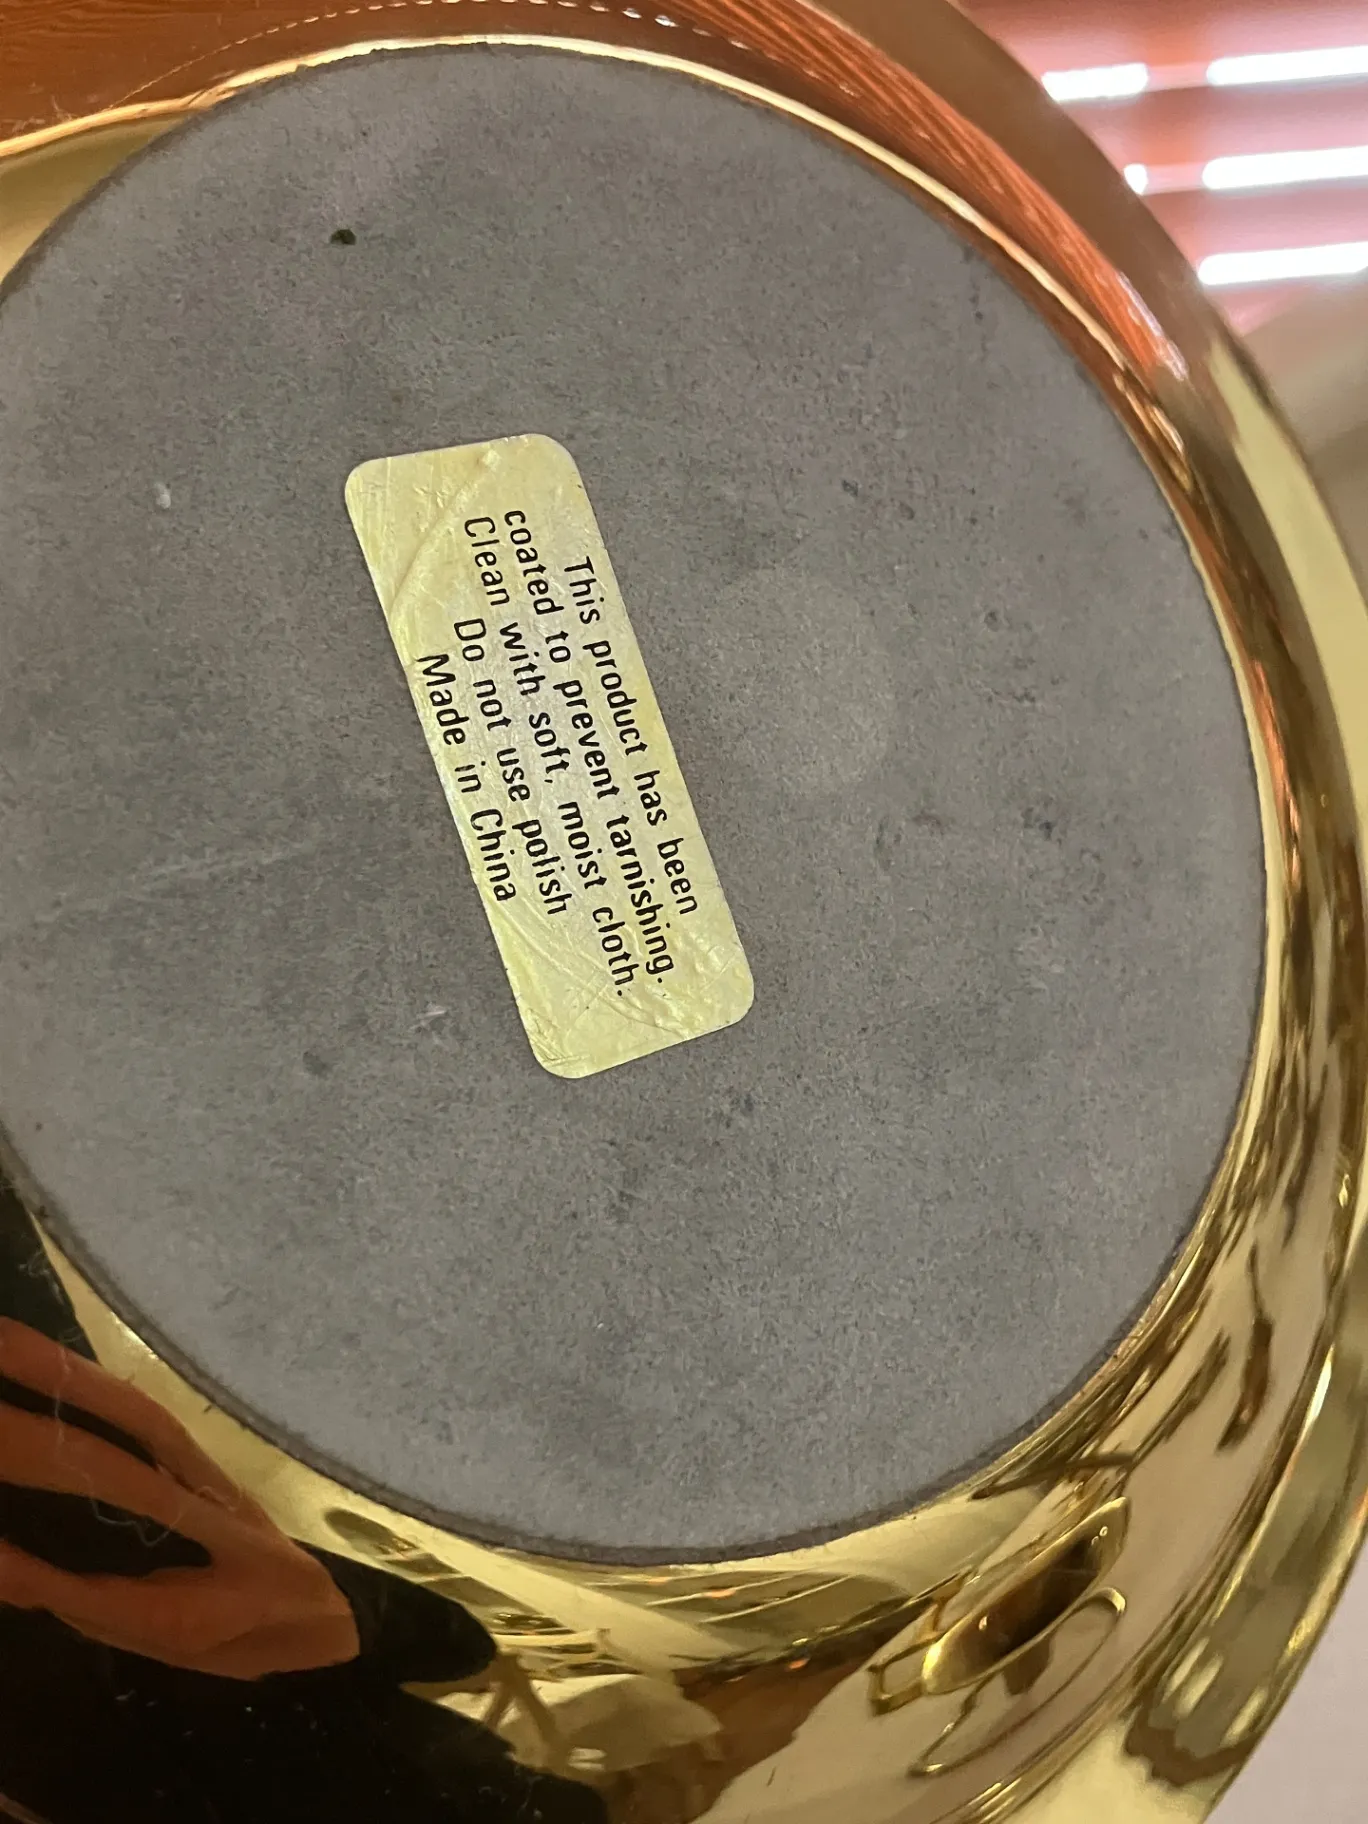 This product has been
coated to prevent tarnishing.
Clean with soft, moist cloth.
Do not use polish
Made in China